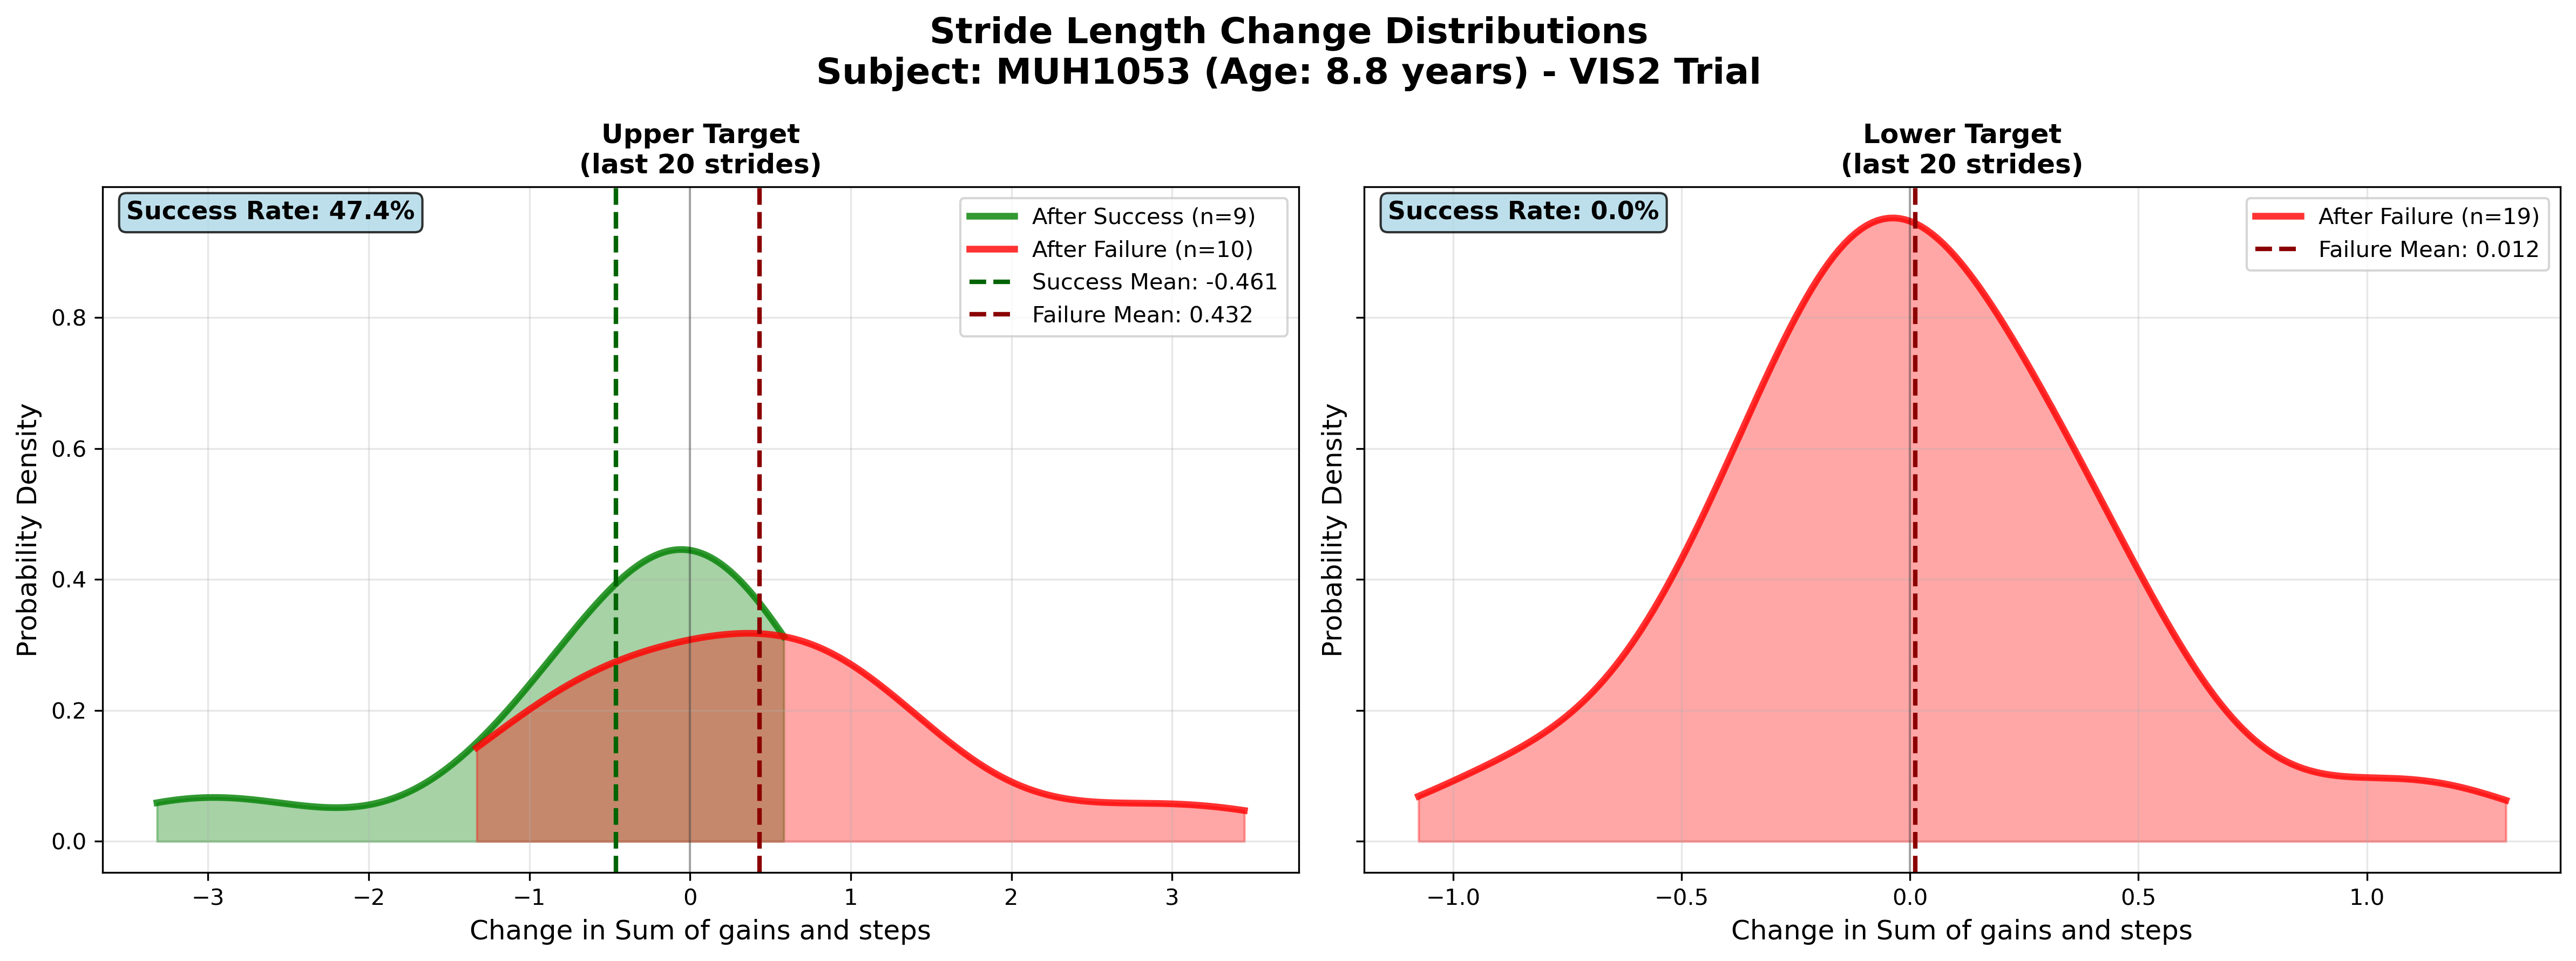 Stride Length Change Distributions
Subject: MUH1053 (Age: 8.8 years) - VIS2 Trial
Upper Target
(last 20 strides)
Success Rate: 47.4%
After Success (n=9)
After Failure (n=10)
Success Mean: -0.461
Failure Mean: 0.432
Probability Density
0.8
0.6
0.4
0.2
0.0
−3
−2
−1
0
1
2
3
Change in Sum of gains and steps
Lower Target
(last 20 strides)
Success Rate: 0.0%
After Failure (n=19)
Failure Mean: 0.012
Probability Density
−1.0
−0.5
0.0
0.5
1.0
Change in Sum of gains and steps